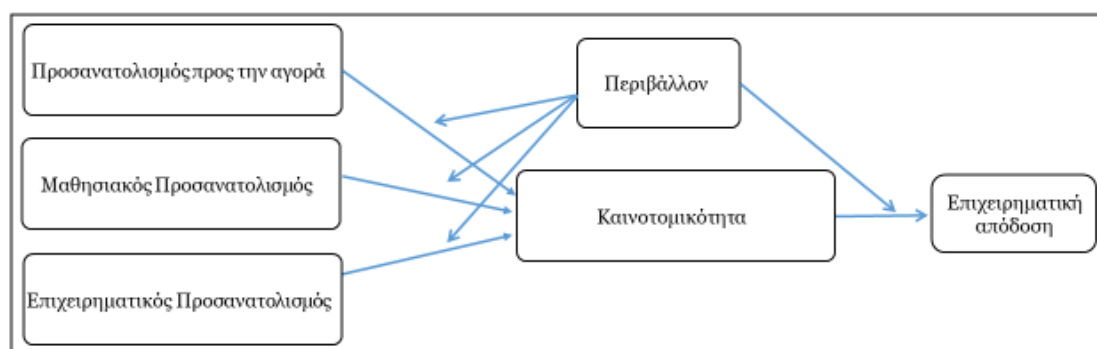 Προσανατολισμός προς την αγορά
Περιβάλλον
Μαθησιακός Προσανατολισμός
Καινοτομικότητα
Επιχειρηματική
απόδοση
Επιχειρηματικός Προσανατολισμός